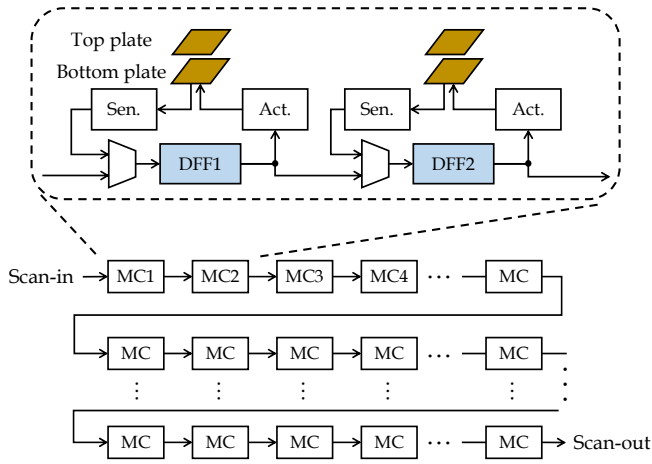 Top plate
Bottom plate
Sen. Act. Sen. Act.
DFF1 DFF2
Scan-in MC1 MC2 MC3 MC4 ... MC
MC MC MC MC MC ... MC
MC MC MC MC MC ... MC Scan-out